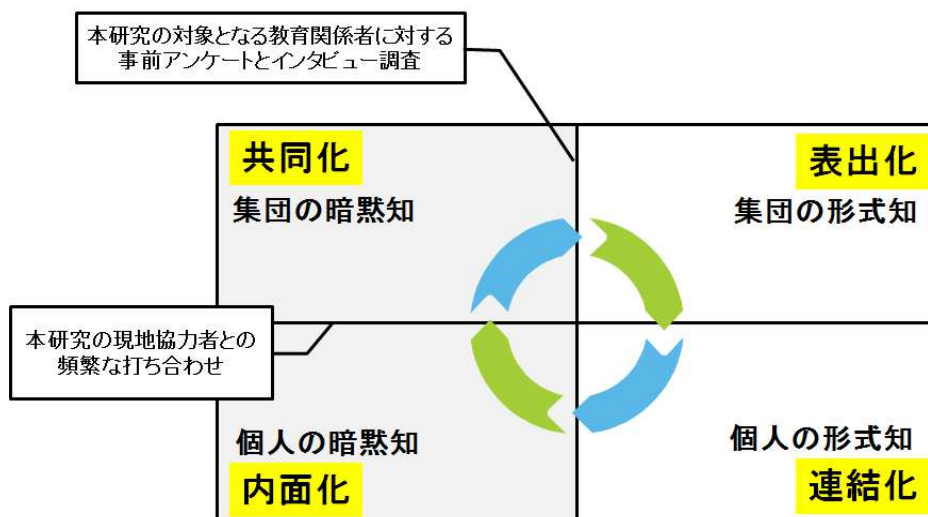 本研究の対象となる教育関係者に対する
事前アンケートとインタビュー調査
共同化
集団の暗黙知
表出化
集団の形式知
本研究の現地協力者との
頻繁な打ち合わせ
個人の暗黙知
内面化
個人の形式知
連結化